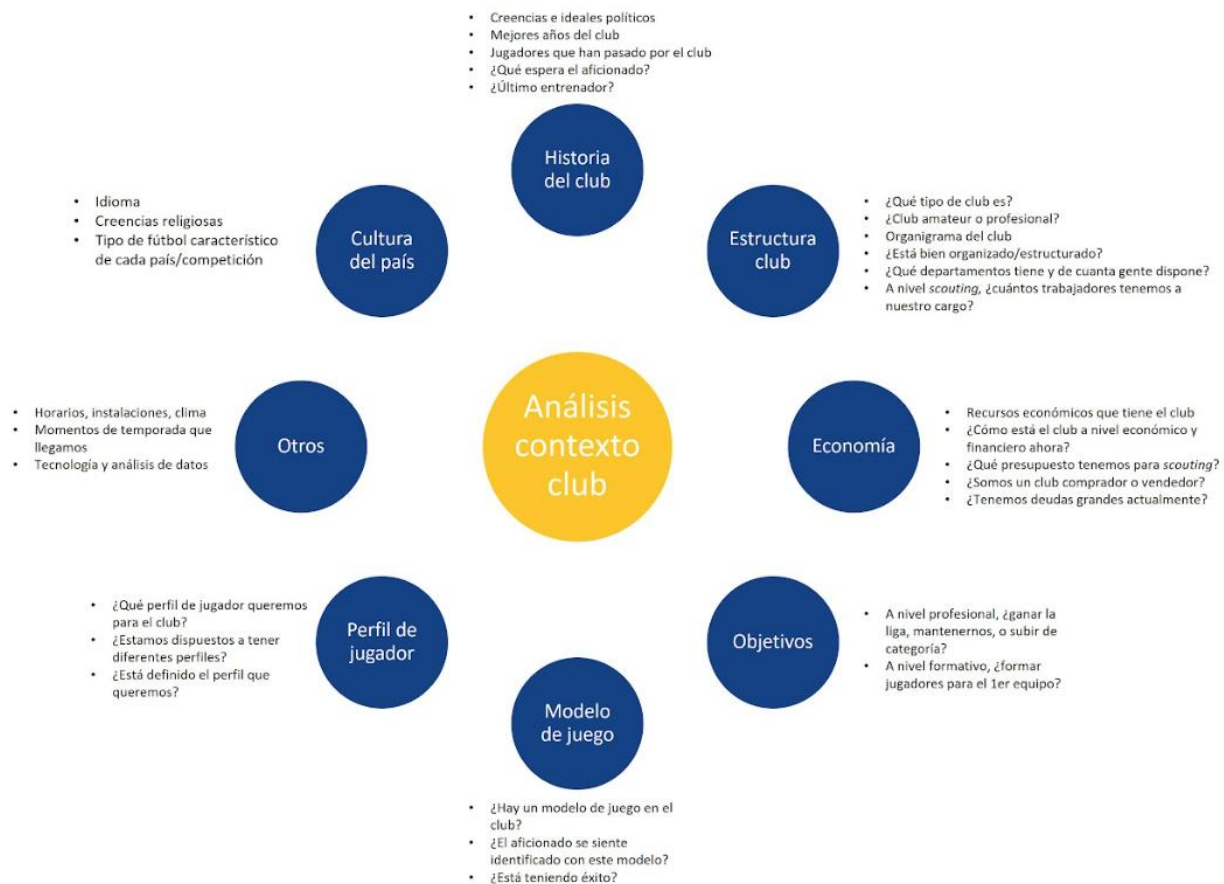 • Creencias e ideales políticos
• Mejores años del club
• Jugadores que han pasado por el club
• ¿Qué espera el aficionado?
• ¿Último entrenador?
Historia
del club
• Idioma
• Creencias religiosas
• Tipo de fútbol característico
de cada país/competición
Cultura
del país
Estructura
club
• ¿Qué tipo de club es?
• ¿Club amateur o profesional?
• Organigrama del club
• ¿Está bien organizado/estructurado?
• ¿Qué departamentos tiene y de cuanta gente dispone?
• A nivel scouting, ¿cuántos trabajadores tenemos a
nuestro cargo?
• Horarios, instalaciones, clima
• Momentos de temporada que
llegamos
• Tecnología y análisis de datos
Otros
Análisis
contexto
club
Economía
• Recursos económicos que tiene el club
• ¿Cómo está el club a nivel económico y
financiero ahora?
• ¿Qué presupuesto tenemos para scouting?
• ¿Somos un club comprador o vendedor?
• ¿Tenemos deudas grandes actualmente?
• ¿Qué perfil de jugador queremos
para el club?
• ¿Estamos dispuestos a tener
diferentes perfiles?
• ¿Está definido el perfil que
queremos?
Perfil de
jugador
Objetivos
• A nivel profesional, ¿ganar la
liga, mantenernos, o subir de
categoría?
• A nivel formativo, ¿formar
jugadores para el 1er equipo?
Modelo
de juego
• ¿Hay un modelo de juego en el
club?
• ¿El aficionado se siente
identificado con este modelo?
• ¿Está teniendo éxito?